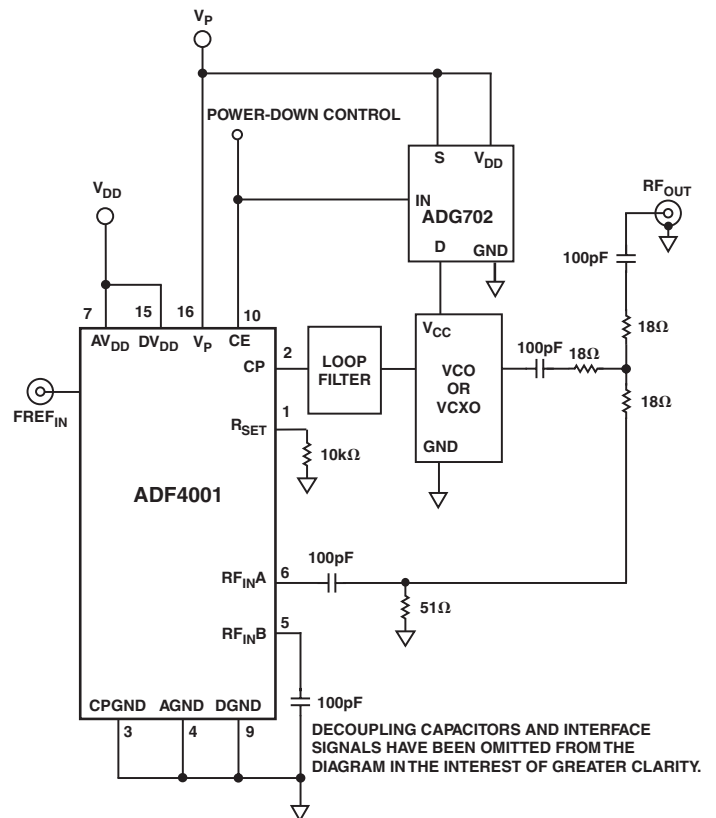 VP
POWER-DOWN CONTROL
S
VDD
IN
ADG702
D
GND
RFOUT
100pF
VDD
7
15
16
10
AVDD
DVDD
VP
CE
2
CP
LOOP
FILTER
VCC
VCO
OR
VCXO
GND
100pF
18Ω
18Ω
18Ω
FREFIN
1
RSET
10kΩ
ADF4001
100pF
6
RFINA
51Ω
5
RFINB
100pF
CPGND
AGND
DGND
3
4
9
DECOUPLING CAPACITORS AND INTERFACE
SIGNALS HAVE BEEN OMITTED FROM THE
DIAGRAM IN THE INTEREST OF GREATER CLARITY.